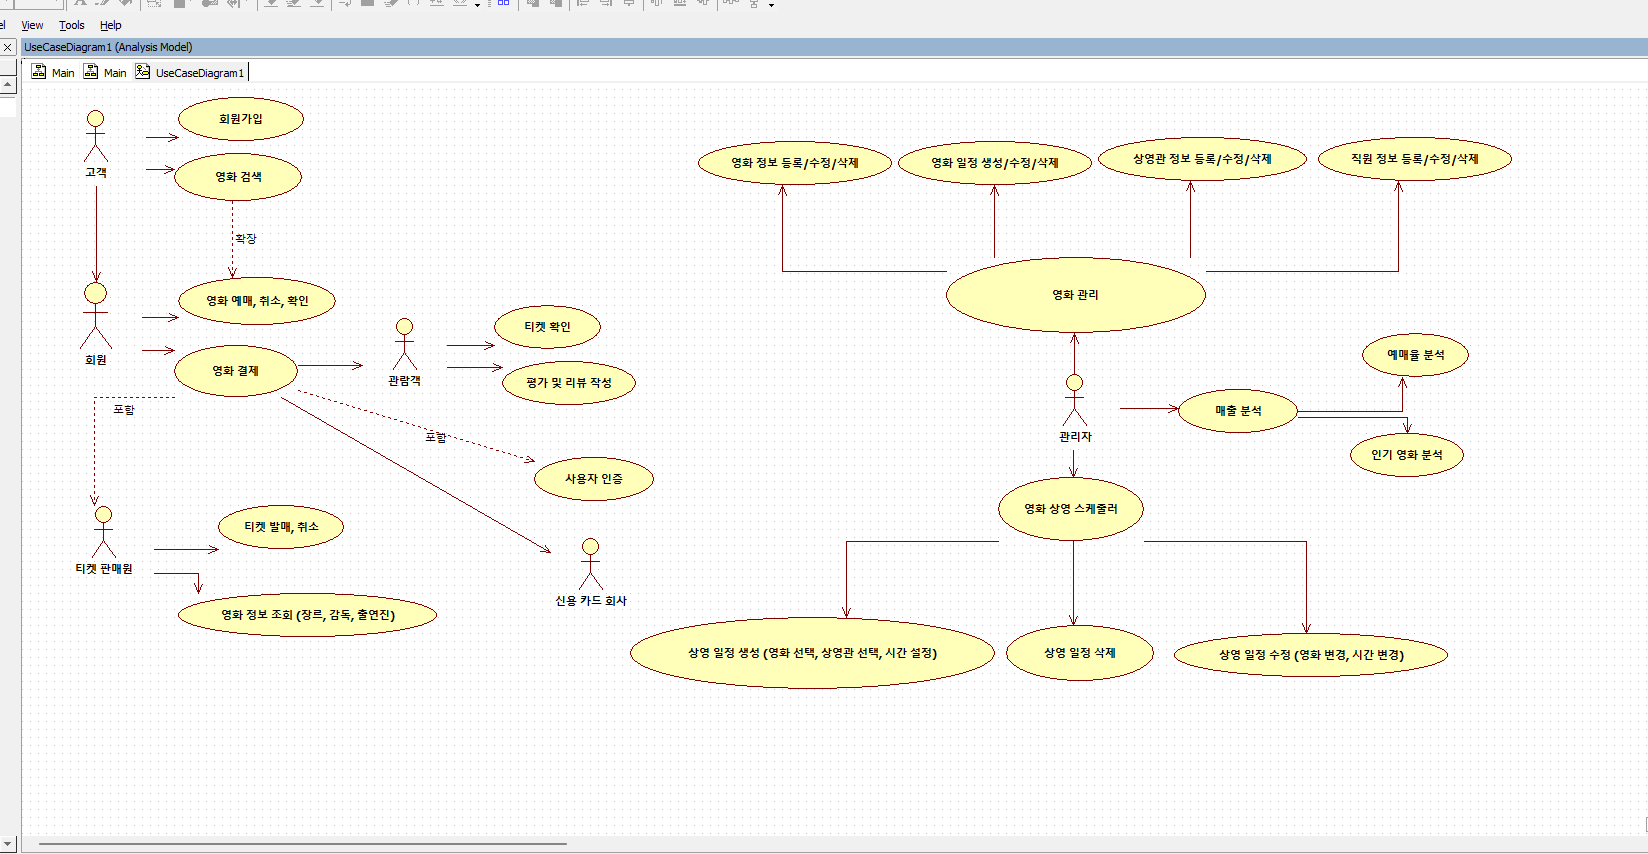 View Tools Help
UseCaseDiagram1 (Analysis Model)
Main Main UseCaseDiagram1
고객
회원가입
영화 검색
확장
회원
영화 예매, 취소, 확인
영화 결제
포함
관람객
티켓 확인
평가 및 리뷰 작성
포함
사용자 인증
신용 카드 회사
티켓 판매원
티켓 발매, 취소
영화 정보 조회 (장르, 감독, 출연진)
영화 정보 등록/수정/삭제
영화 일정 생성/수정/삭제
상영관 정보 등록/수정/삭제
직원 정보 등록/수정/삭제
영화 관리
관리자
매출 분석
예매율 분석
인기 영화 분석
영화 상영 스케줄러
상영 일정 생성 (영화 선택, 상영관 선택, 시간 설정)
상영 일정 삭제
상영 일정 수정 (영화 변경, 시간 변경)